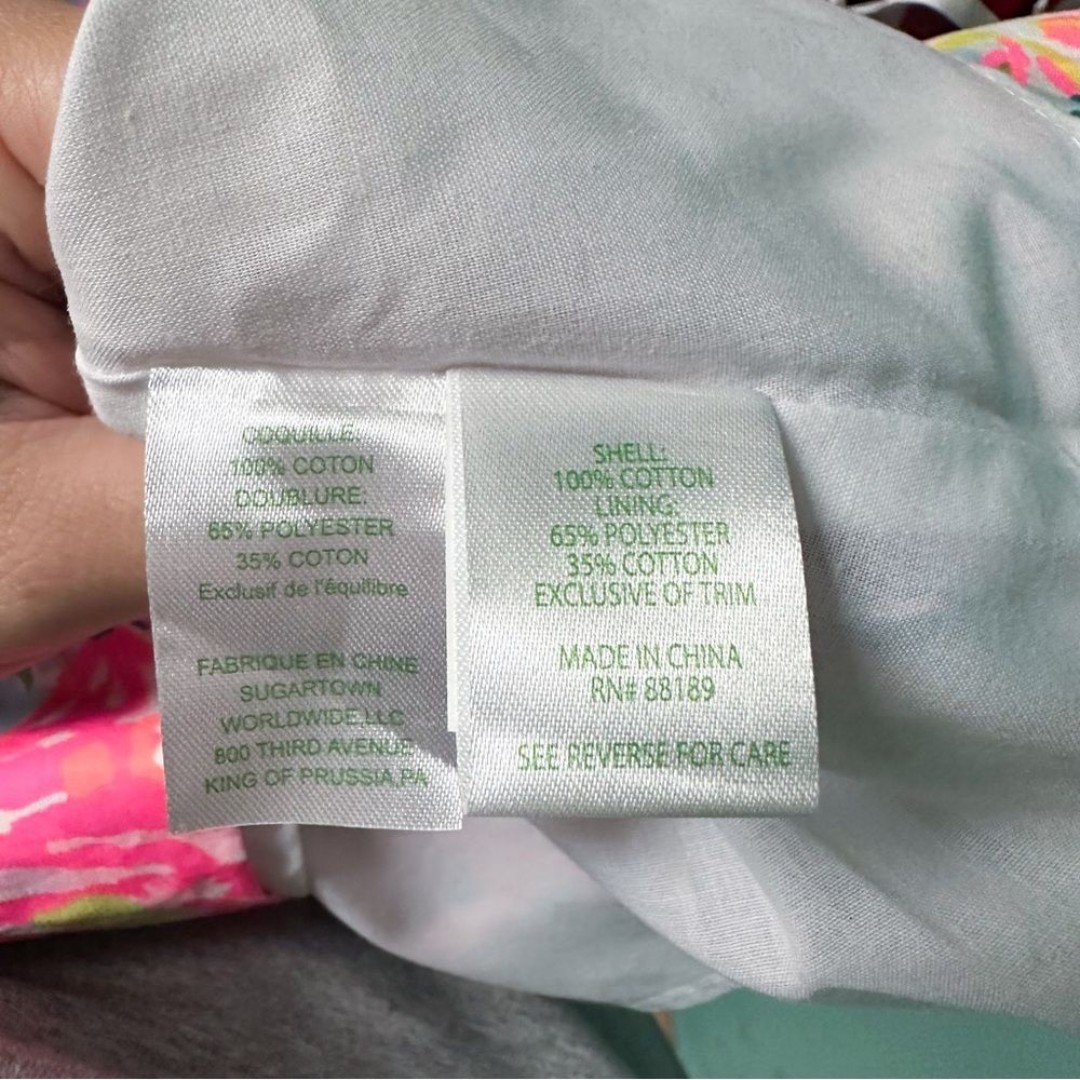 COQUILLE:
100% COTON
DOUBLURE:
65% POLYESTER
35% COTON
Exclusif de l'équilibre
FABRIQUE EN CHINE
SUGARTOWN
WORLDWIDE,LLC
800 THIRD AVENUE
KING OF PRUSSIA,PA
SHELL:
100% COTTON
LINING:
65% POLYESTER
35% COTTON
EXCLUSIVE OF TRIM
MADE IN CHINA
RN# 88189
SEE REVERSE FOR CARE